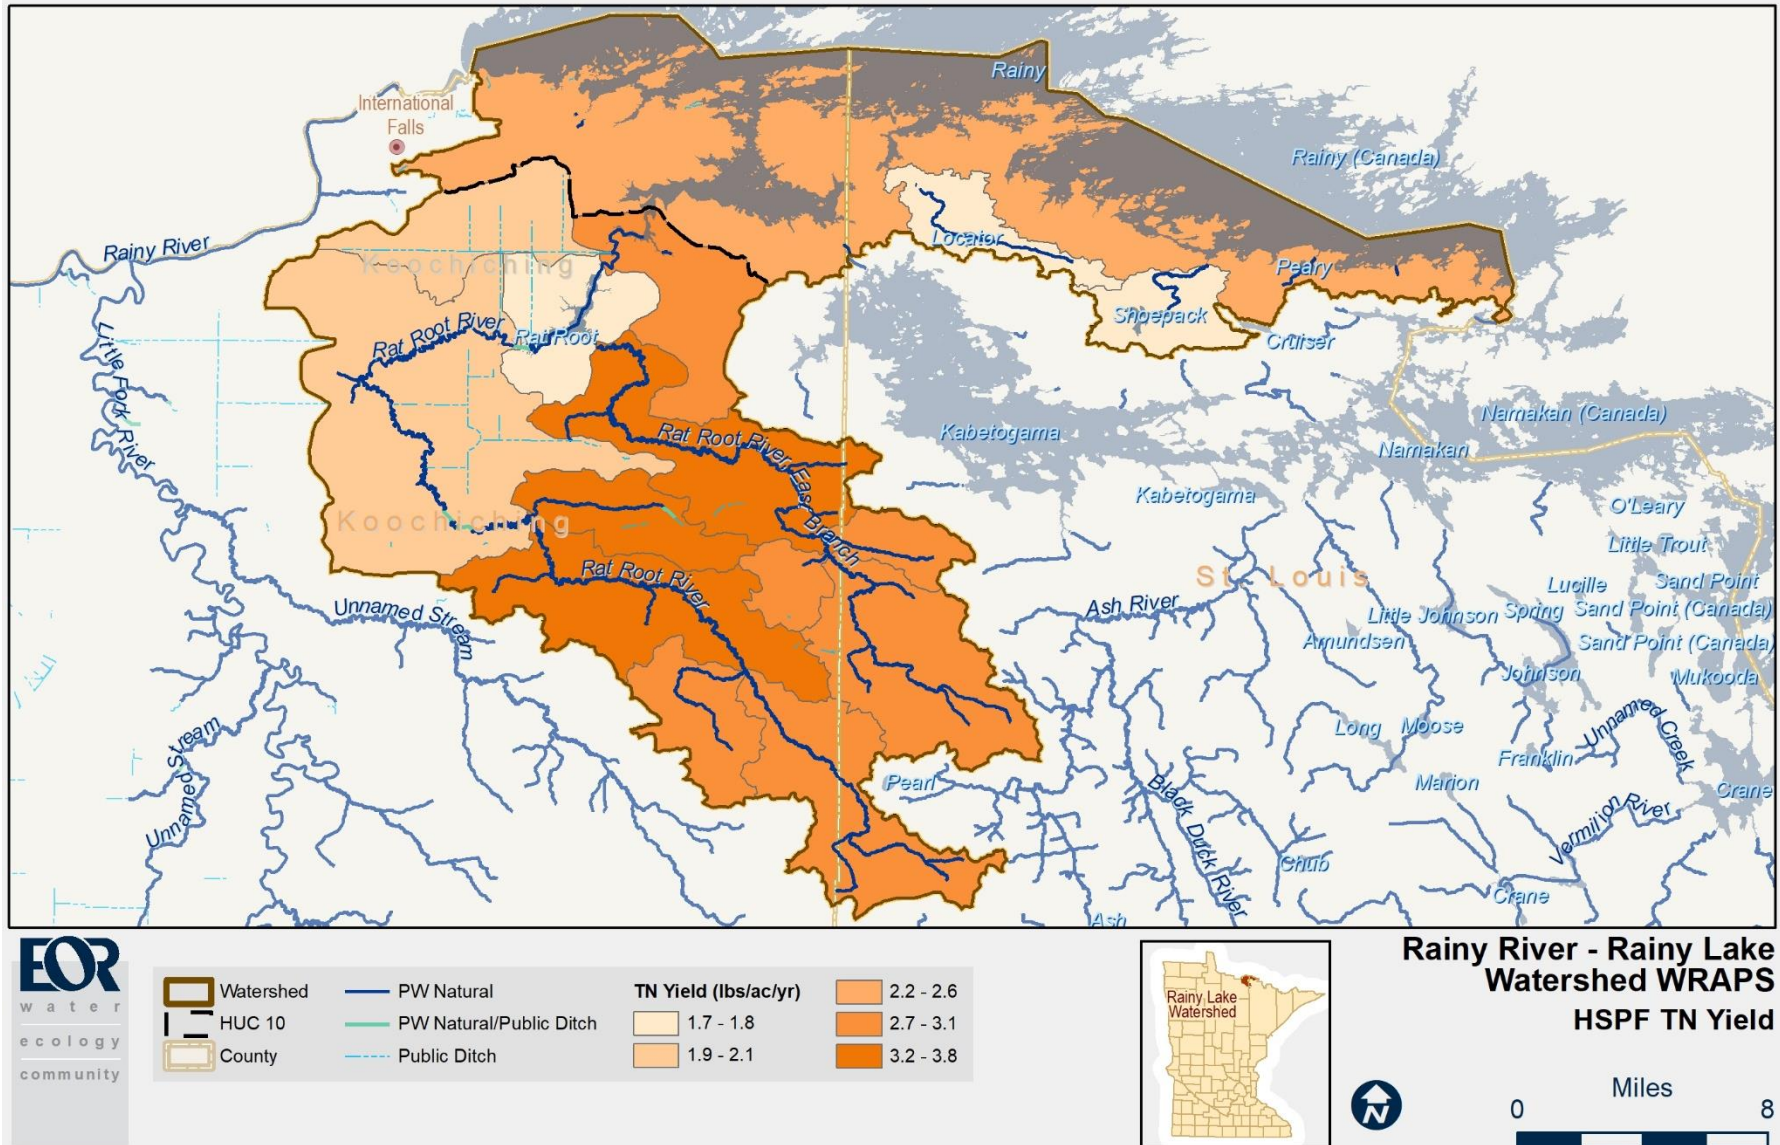 Rainy
International
Falls
Rainy (Canada)
Rainy River
Locator
Koochiching
Peary
Shoepack
Rat Root River
Rat Root
Cruiser
Little Fork River
Namakan (Canada)
Kabetogama
Rat Root River, East Branch
Namakan
Kabetogama
O'Leary
Koochiching
Little Trout
Rat Root River
St. Louis
Lucille
Sand Point
Unnamed Stream
Ash River
Little Johnson
Spring
Sand Point (Canada)
Amundsen
Sand Point (Canada)
Johnson
Mukooda
Unnamed Stream
Long
Moose
Unnamed Creek
Franklin
Pearl
Black Duck River
Marion
Crane
Unnamed
Vermilion River
Chub
Crane
Ash
EOR
water
ecology
community
Watershed
HUC 10
County
PW Natural
PW Natural/Public Ditch
Public Ditch
TN Yield (lbs/ac/yr)
1.7 - 1.8
1.9 - 2.1
2.2 - 2.6
2.7 - 3.1
3.2 - 3.8
Rainy Lake
Watershed
Rainy River - Rainy Lake
Watershed WRAPS
HSPF TN Yield
N
Miles
0 8